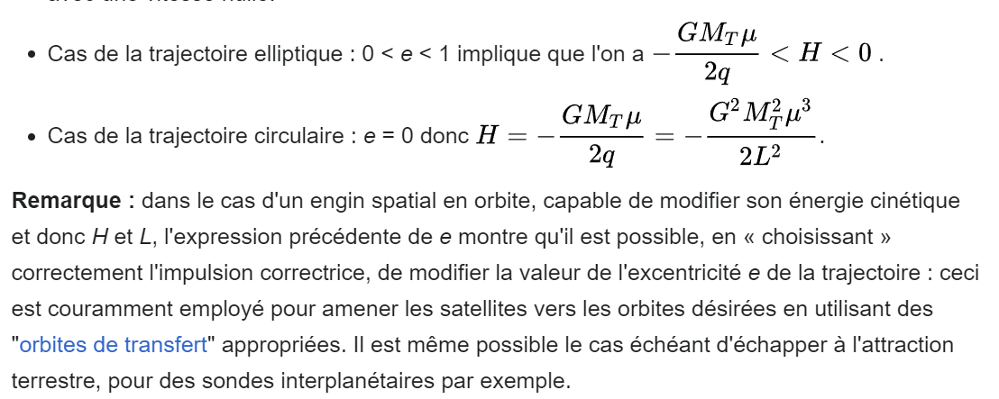 • Cas de la trajectoire elliptique : 0 < e < 1 implique que l'on a $-\dfrac{GM_T\mu}{2q} < H < 0$ .
• Cas de la trajectoire circulaire : e = 0 donc $H = -\dfrac{GM_T\mu}{2q} = -\dfrac{G^2M_T^2\mu^3}{2L^2}$.
Remarque : dans le cas d'un engin spatial en orbite, capable de modifier son énergie cinétique
et donc H et L, l'expression précédente de e montre qu'il est possible, en « choisissant »
correctement l'impulsion correctrice, de modifier la valeur de l'excentricité e de la trajectoire : ceci
est couramment employé pour amener les satellites vers les orbites désirées en utilisant des
"orbites de transfert" appropriées. Il est même possible le cas échéant d'échapper à l'attraction
terrestre, pour des sondes interplanétaires par exemple.